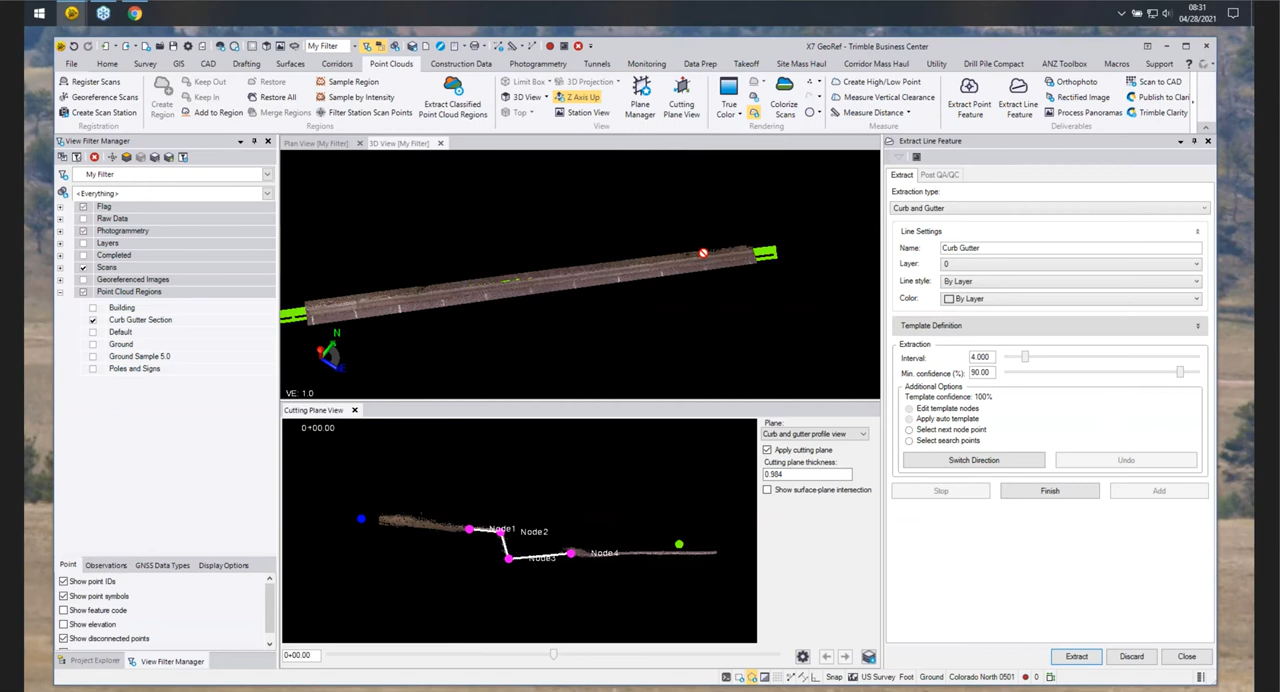 08:31
04/28/2021
My Filter
X7 GeoRef - Trimble Business Center
File Home Survey GIS CAD Drafting Surfaces Corridors Point Clouds Construction Data Photogrammetry Tunnels Monitoring Data Prep Takeoff Site Mass Haul Corridor Mass Haul Utility Drill Pile Compact ANZ Toolbox Macros Support
Register Scans
Georeference Scans
Create Scan Station
Registration
Create Region
Keep Out
Keep In
Add to Region
Restore
Restore All
Merge Regions
Sample Region
Sample by Intensity
Filter Station Scan Points
Regions
Extract Classified Point Cloud Regions
Limit Box
3D View
Top
3D Projection
Z Axis Up
Station View
View
Plane Manager
Cutting Plane View
True Color
Colorize Scans
Rendering
Create High/Low Point
Measure Vertical Clearance
Measure Distance
Measure
Extract Point Feature
Extract Line Feature
Orthophoto
Rectified Image
Process Panoramas
Scan to CAD
Publish to Clari
Trimble Clarity
Deliverables
View Filter Manager
My Filter
<Everything>
Flag
Raw Data
Photogrammetry
Layers
Completed
Scans
Georeferenced Images
Point Cloud Regions
Building
Curb Gutter Section
Default
Ground
Ground Sample 5.0
Poles and Signs
Point Observations GNSS Data Types Display Options
Show point IDs
Show point symbols
Show feature code
Show elevation
Show disconnected points
Project Explorer View Filter Manager
Plan View [My Filter] 3D View [My Filter]
N
VE: 1.0
Cutting Plane View
0+00.00
Node1
Node2
Node3
Node4
0+00.00
Plane:
Curb and gutter profile view
Apply cutting plane
Cutting plane thickness:
0.984
Show surface-plane intersection
Extract Line Feature
Extract Post QA/QC
Extraction type:
Curb and Gutter
Line Settings
Name: Curb Gutter
Layer: 0
Line style: By Layer
Color: By Layer
Template Definition
Extraction
Interval: 4.000
Min. confidence (%): 90.00
Additional Options
Template confidence: 100%
Edit template nodes
Apply auto template
Select next node point
Select search points
Switch Direction Undo
Stop Finish Add
Extract Discard Close
Snap US Survey Foot Ground Colorado North 0501 0